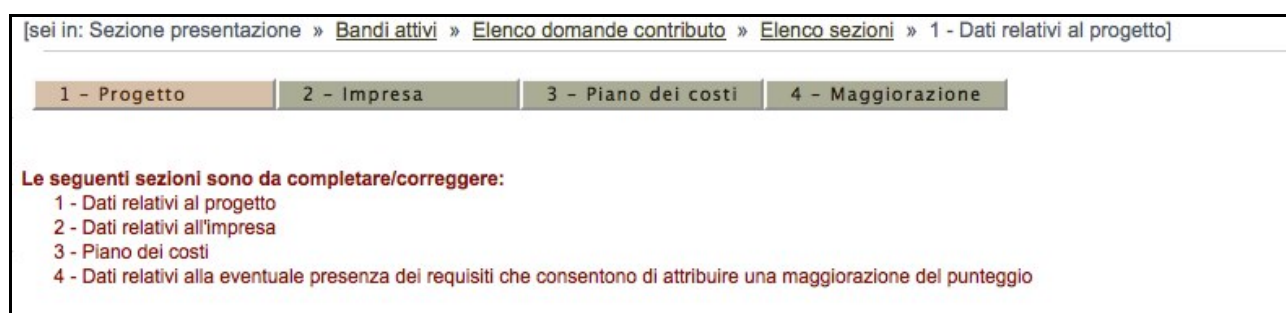 [sei in: Sezione presentazione » Bandi attivi » Elenco domande contributo » Elenco sezioni » 1 - Dati relativi al progetto]
1 – Progetto 2 – Impresa 3 – Piano dei costi 4 – Maggiorazione
Le seguenti sezioni sono da completare/correggere:
1 - Dati relativi al progetto
2 - Dati relativi all'impresa
3 - Piano dei costi
4 - Dati relativi alla eventuale presenza dei requisiti che consentono di attribuire una maggiorazione del punteggio